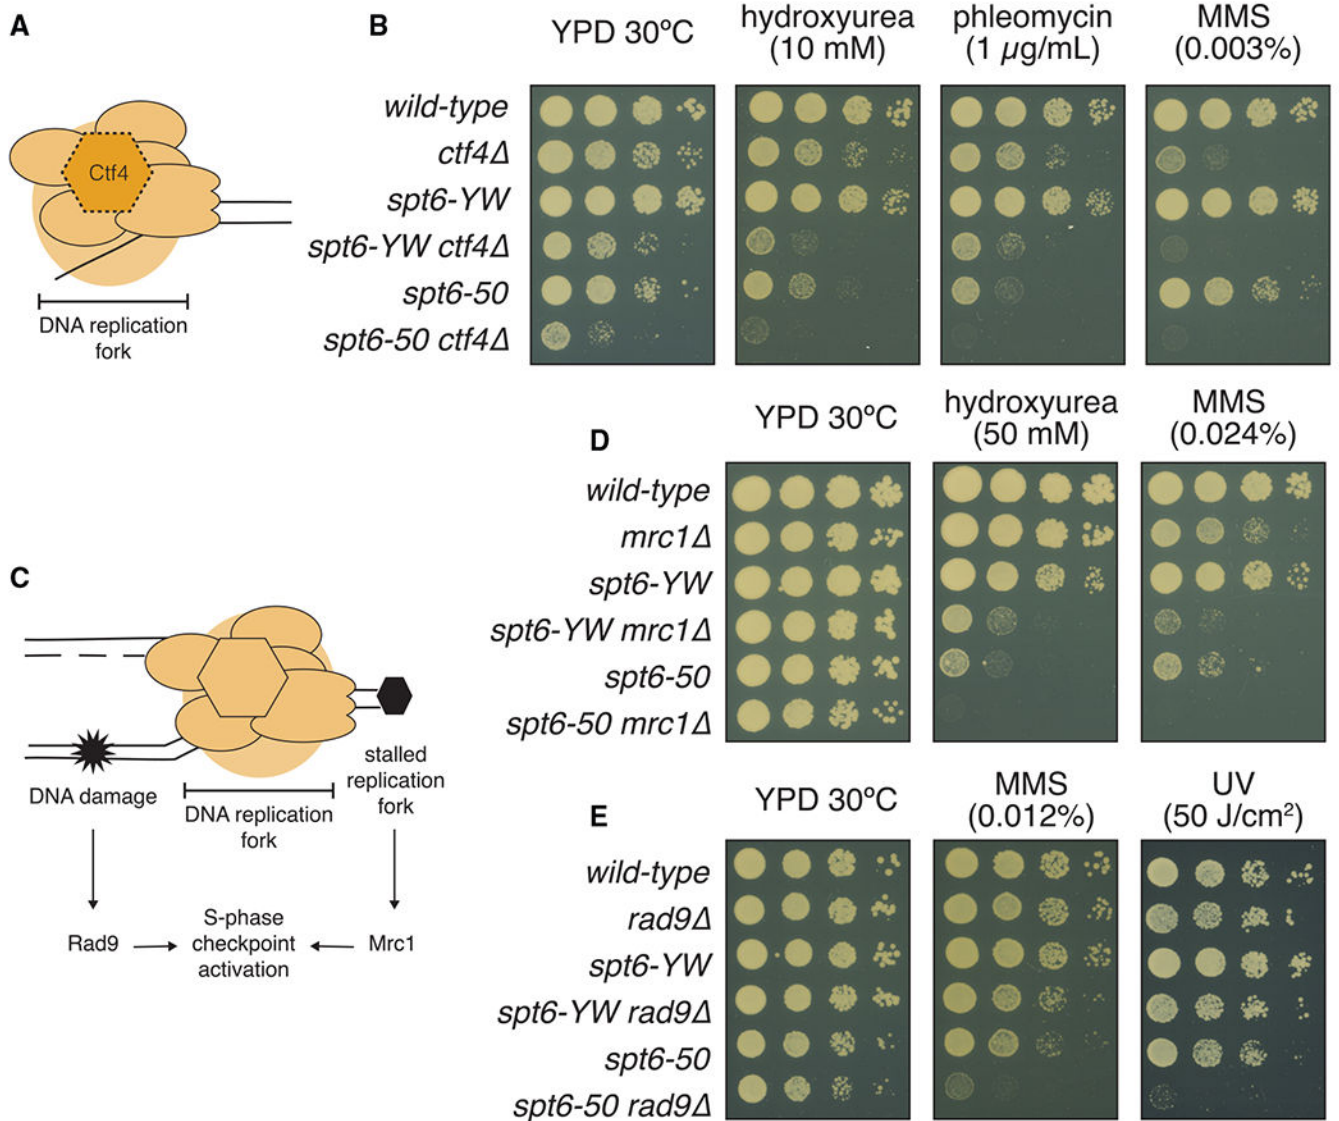 A
Ctf4
DNA replication
fork
B
YPD 30ºC
hydroxyurea
(10 mM)
phleomycin
(1 µg/mL)
MMS
(0.003%)
wild-type
ctf4Δ
spt6-YW
spt6-YW ctf4Δ
spt6-50
spt6-50 ctf4Δ
C
DNA damage
DNA replication
fork
stalled
replication
fork
Rad9
S-phase
checkpoint
activation
Mrc1
D
YPD 30ºC
hydroxyurea
(50 mM)
MMS
(0.024%)
wild-type
mrc1Δ
spt6-YW
spt6-YW mrc1Δ
spt6-50
spt6-50 mrc1Δ
E
YPD 30ºC
MMS
(0.012%)
UV
(50 J/cm²)
wild-type
rad9Δ
spt6-YW
spt6-YW rad9Δ
spt6-50
spt6-50 rad9Δ